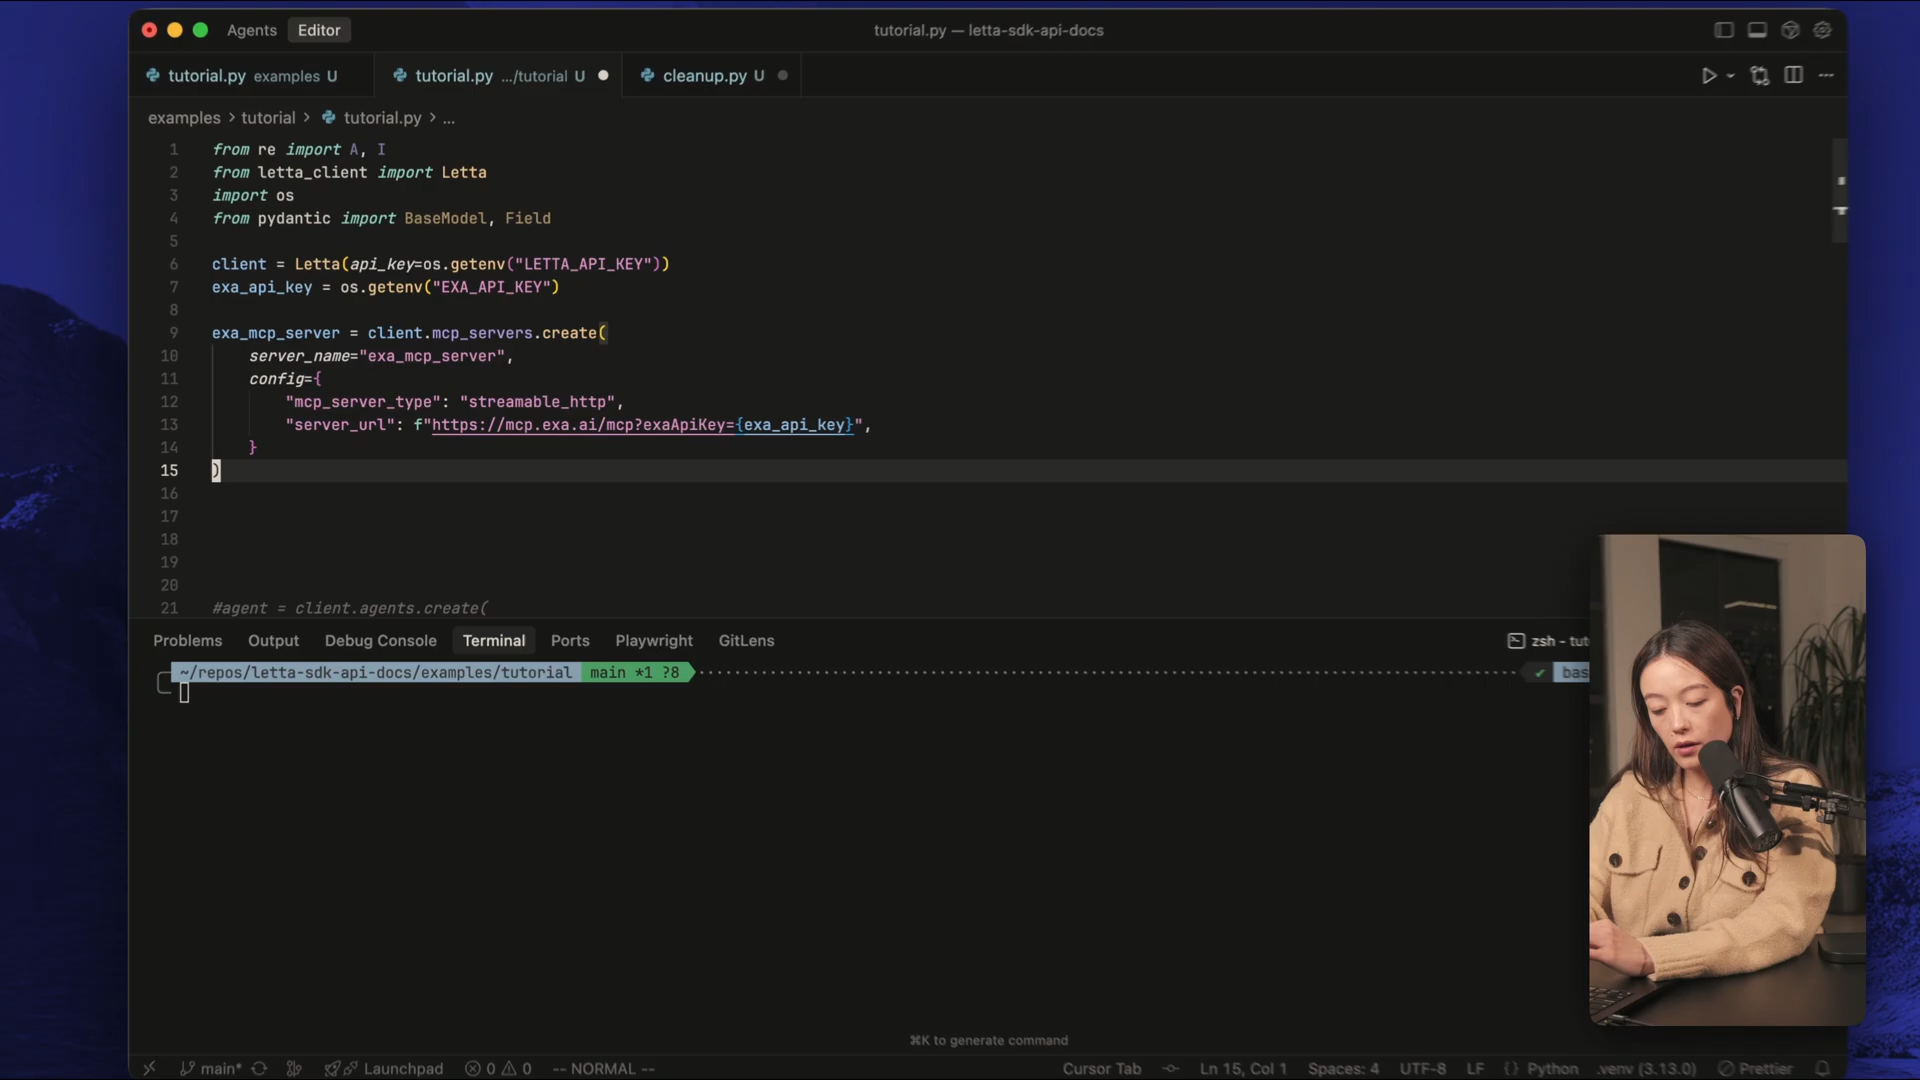 Agents Editor tutorial.py — letta-sdk-api-docs
tutorial.py examples U tutorial.py .../tutorial U cleanup.py U
examples > tutorial > tutorial.py > ...
1 from re import A, I
2 from letta_client import Letta
3 import os
4 from pydantic import BaseModel, Field
5
6 client = Letta(api_key=os.getenv("LETTA_API_KEY"))
7 exa_api_key = os.getenv("EXA_API_KEY")
8
9 exa_mcp_server = client.mcp_servers.create(
10 server_name="exa_mcp_server",
11 config={
12 "mcp_server_type": "streamable_http",
13 "server_url": f"https://mcp.exa.ai/mcp?exaApiKey={exa_api_key}",
14 }
15 )
16
17
18
19
20
21 #agent = client.agents.create(
Problems Output Debug Console Terminal Ports Playwright GitLens zsh - tut
~/repos/letta-sdk-api-docs/examples/tutorial main *1 ?8 ✔ bas
⌘K to generate command
main* Launchpad 0 0 -- NORMAL -- Cursor Tab Ln 15, Col 1 Spaces: 4 UTF-8 LF {} Python .venv (3.13.0) Prettier